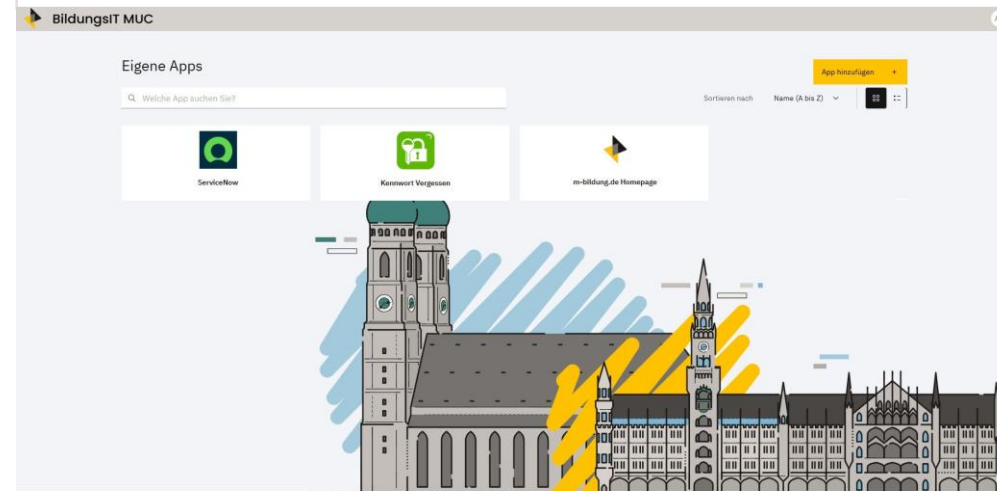 BildungsIT MUC
Eigene Apps
App hinzufügen +
Welche App suchen Sie?
Sortieren nach Name (A bis Z)
ServiceNow
Kennwort Vergessen
m-bildung.de Homepage